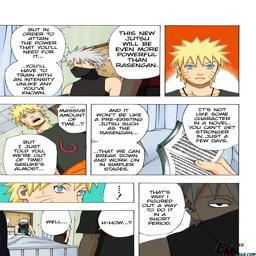 BUT IN
ORDER TO
ATTAIN
THE POWER
THAT YOU'LL
NEED FOR
IT...
YOU'LL
HAVE TO
TRAIN WITH
AN INTENSITY
UNLIKE ANY
YOU'VE
KNOWN.
THIS NEW
JUTSU
WILL BE
EVEN MORE
POWERFUL
THAN
RASENGAN.
MASSIVE
AMOUNT
OF
TIME...?
BUT I
JUST TOLD
YOU, WE'RE
OUT OF TIME!
SASUKE'S
ALMOST...
AND IT
WON'T BE
LIKE A
PRE-EXISTING
JUTSU SUCH
AS THE
RASENGAN...
...THAT WE
CAN BREAK
DOWN AND
WORK ON
IN SIMPLER
STAGES.
IT'S NOT
LIKE SOME
CHARACTER
IN A NOVEL.
YOU CAN'T GET
STRONGER
IN JUST A
FEW DAYS.
WELL...
H-HOW...?
THAT'S
WHY I
FIGURED
OUT A WAY
TO DO IT
IN A
SHORT
PERIOD.